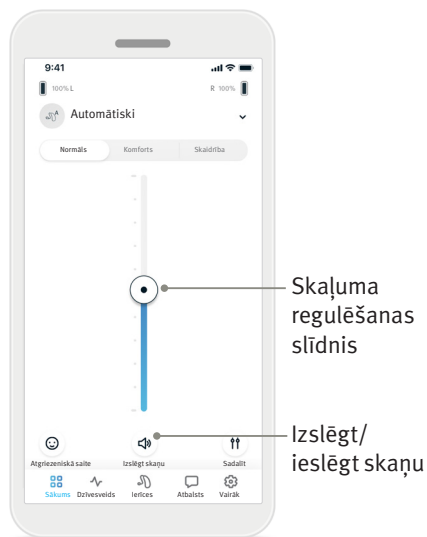 9:41
100% L
R 100%
Automātiski
Normāls Komforts Skaidrība
Skaļuma
regulēšanas
slīdnis
Izslēgt/
ieslēgt skaņu
Atgriezeniskā saite Izslēgt skaņu Sadalīt
Sākums Dzīvesveids Ierīces Atbalsts Vairāk